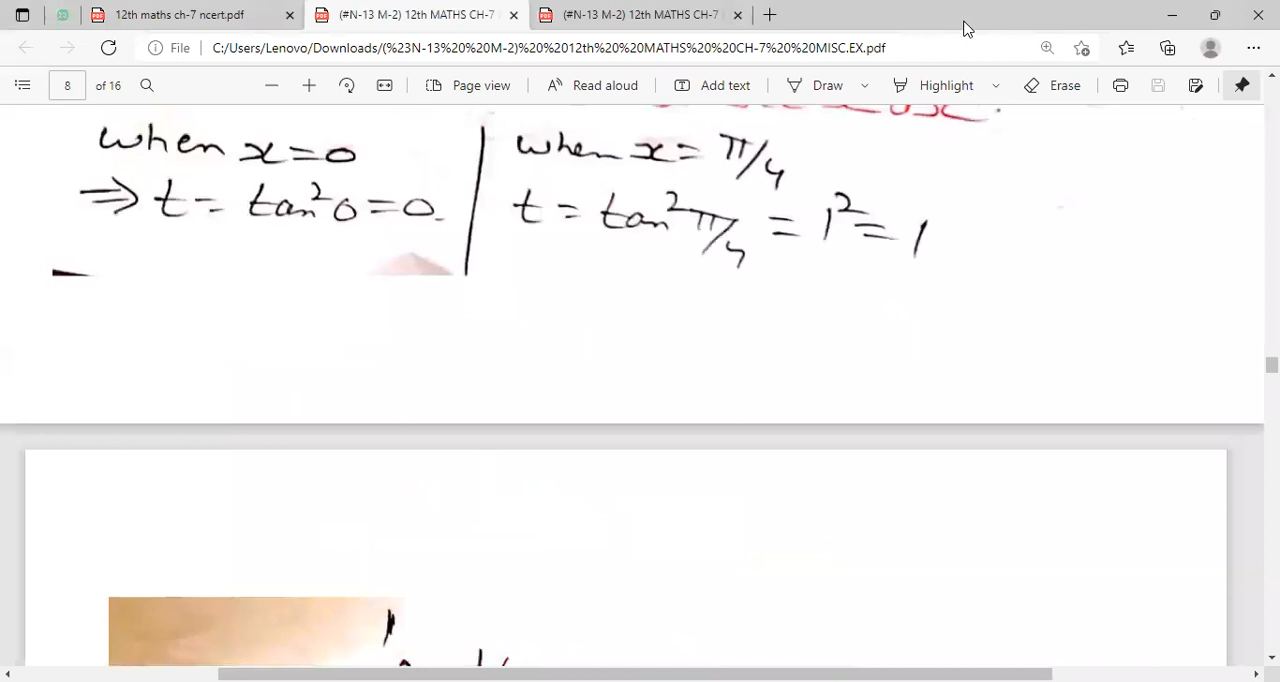 12th maths ch-7 ncert.pdf
(#N-13 M-2) 12th MATHS CH-7
(#N-13 M-2) 12th MATHS CH-7
File
C:/Users/Lenovo/Downloads/(%23N-13%20%20M-2)%20%2012th%20%20MATHS%20%20CH-7%20%20MISC.EX.pdf
8 of 16
Page view
Read aloud
Add text
Draw
Highlight
Erase
when x=0
⇒ t = tan²0 = 0.
when x = π/4
t = tan²π/4 = 1² = 1